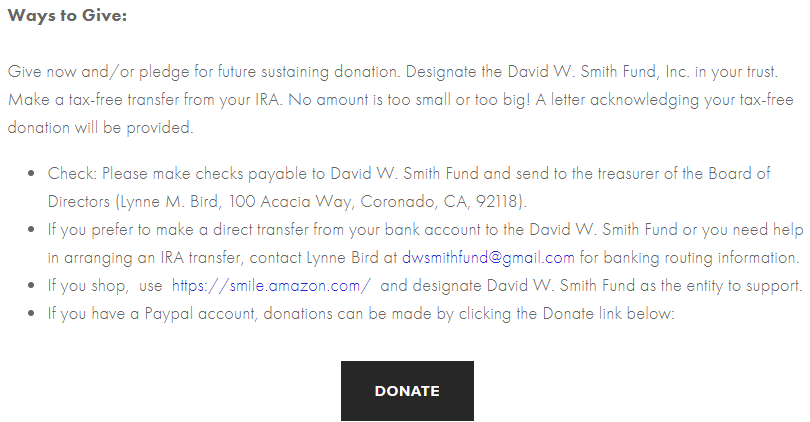 Ways to Give:
Give now and/or pledge for future sustaining donation. Designate the David W. Smith Fund, Inc. in your trust.
Make a tax-free transfer from your IRA. No amount is too small or too big! A letter acknowledging your tax-free
donation will be provided.
• Check: Please make checks payable to David W. Smith Fund and send to the treasurer of the Board of
Directors (Lynne M. Bird, 100 Acacia Way, Coronado, CA, 92118).
• If you prefer to make a direct transfer from your bank account to the David W. Smith Fund or you need help
in arranging an IRA transfer, contact Lynne Bird at dwsmithfund@gmail.com for banking routing information.
• If you shop, use https://smile.amazon.com/ and designate David W. Smith Fund as the entity to support.
• If you have a Paypal account, donations can be made by clicking the Donate link below:
DONATE